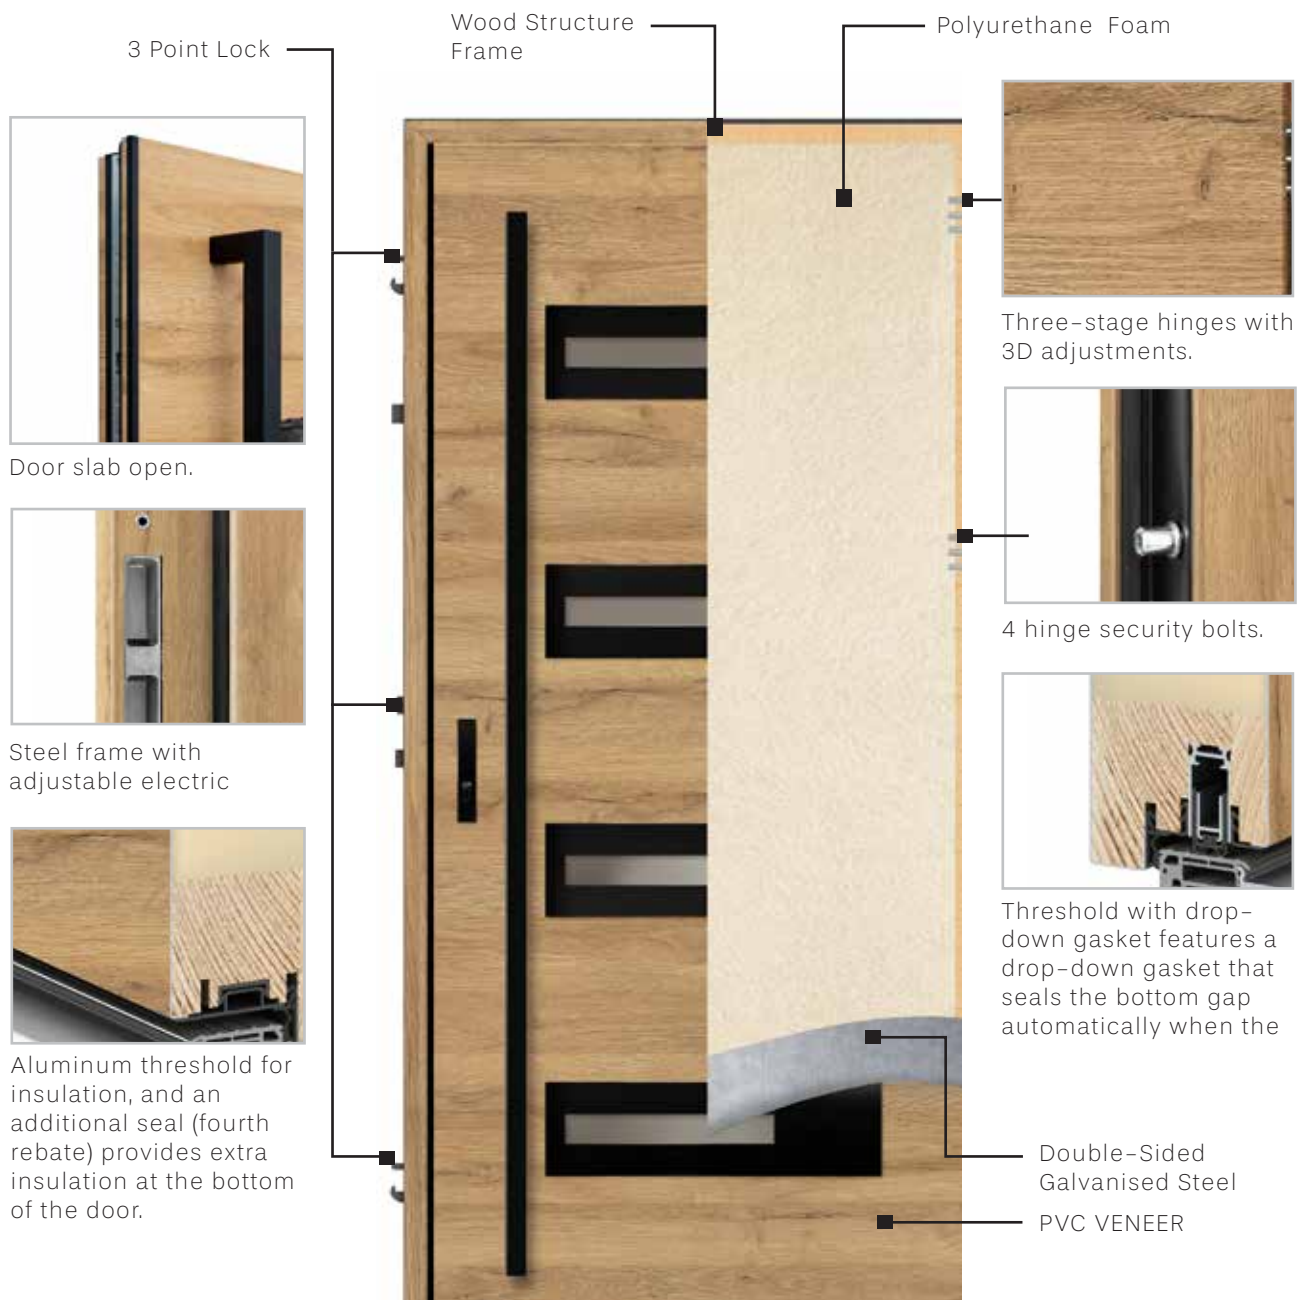 3 Point Lock
Wood Structure
Frame
Polyurethane Foam
Door slab open.
Steel frame with
adjustable electric
Aluminum threshold for
insulation, and an
additional seal (fourth
rebate) provides extra
insulation at the bottom
of the door.
Three-stage hinges with
3D adjustments.
4 hinge security bolts.
Threshold with drop-
down gasket features a
drop-down gasket that
seals the bottom gap
automatically when the
Double-Sided
Galvanised Steel
PVC VENEER